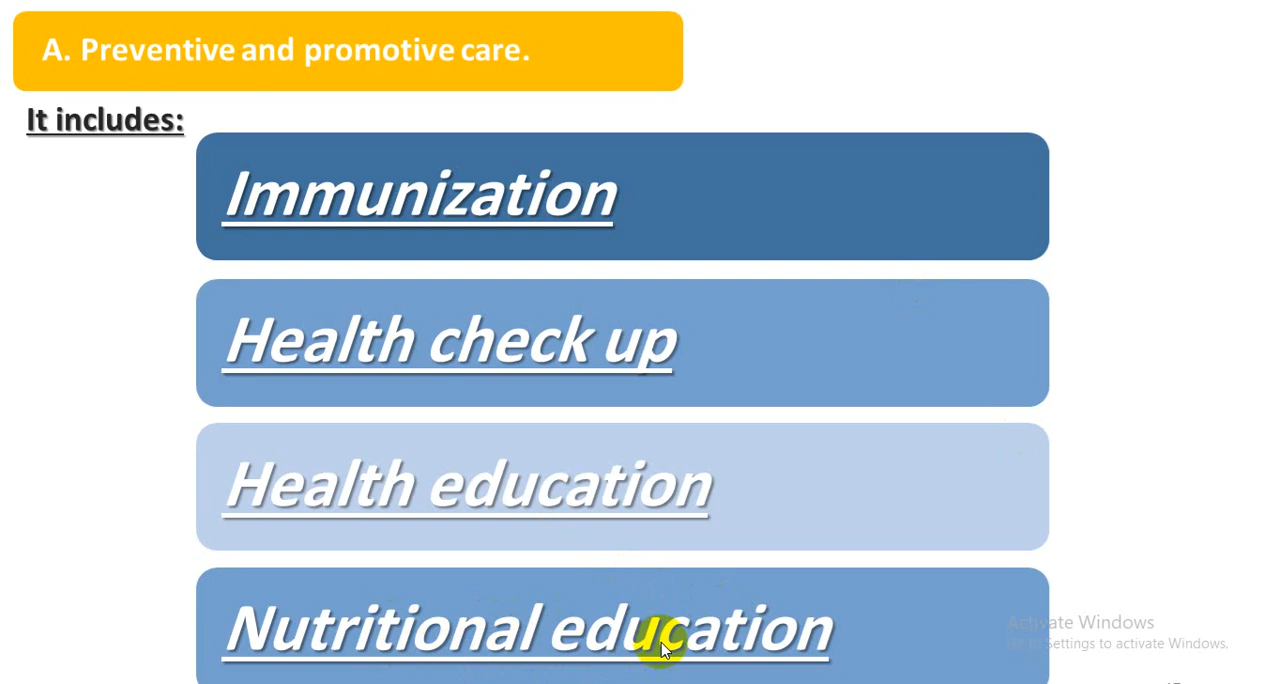 A. Preventive and promotive care.
It includes:
Immunization
Health check up
Health education
Nutritional education
Activate Windows
Settings to activate Windows.